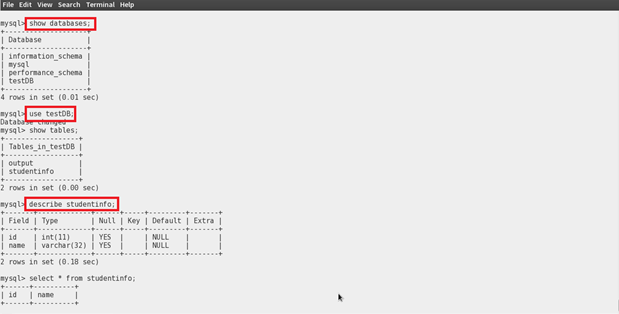 File Edit View Search Terminal Help
mysql> show databases;
+--------------------+
| Database           |
+--------------------+
| information_schema |
| mysql              |
| performance_schema |
| testDB             |
+--------------------+
4 rows in set (0.01 sec)
mysql> use testDB;
Database changed
mysql> show tables;
+------------------+
| Tables_in_testDB |
+------------------+
| output           |
| studentinfo      |
+------------------+
2 rows in set (0.00 sec)
mysql> describe studentinfo;
+-------+-------------+------+-----+---------+-------+
| Field | Type        | Null | Key | Default | Extra |
+-------+-------------+------+-----+---------+-------+
| id    | int(11)     | YES  |     | NULL    |       |
| name  | varchar(32) | YES  |     | NULL    |       |
+-------+-------------+------+-----+---------+-------+
2 rows in set (0.18 sec)
mysql> select * from studentinfo;
+------+----------+
| id   | name     |
+------+----------+